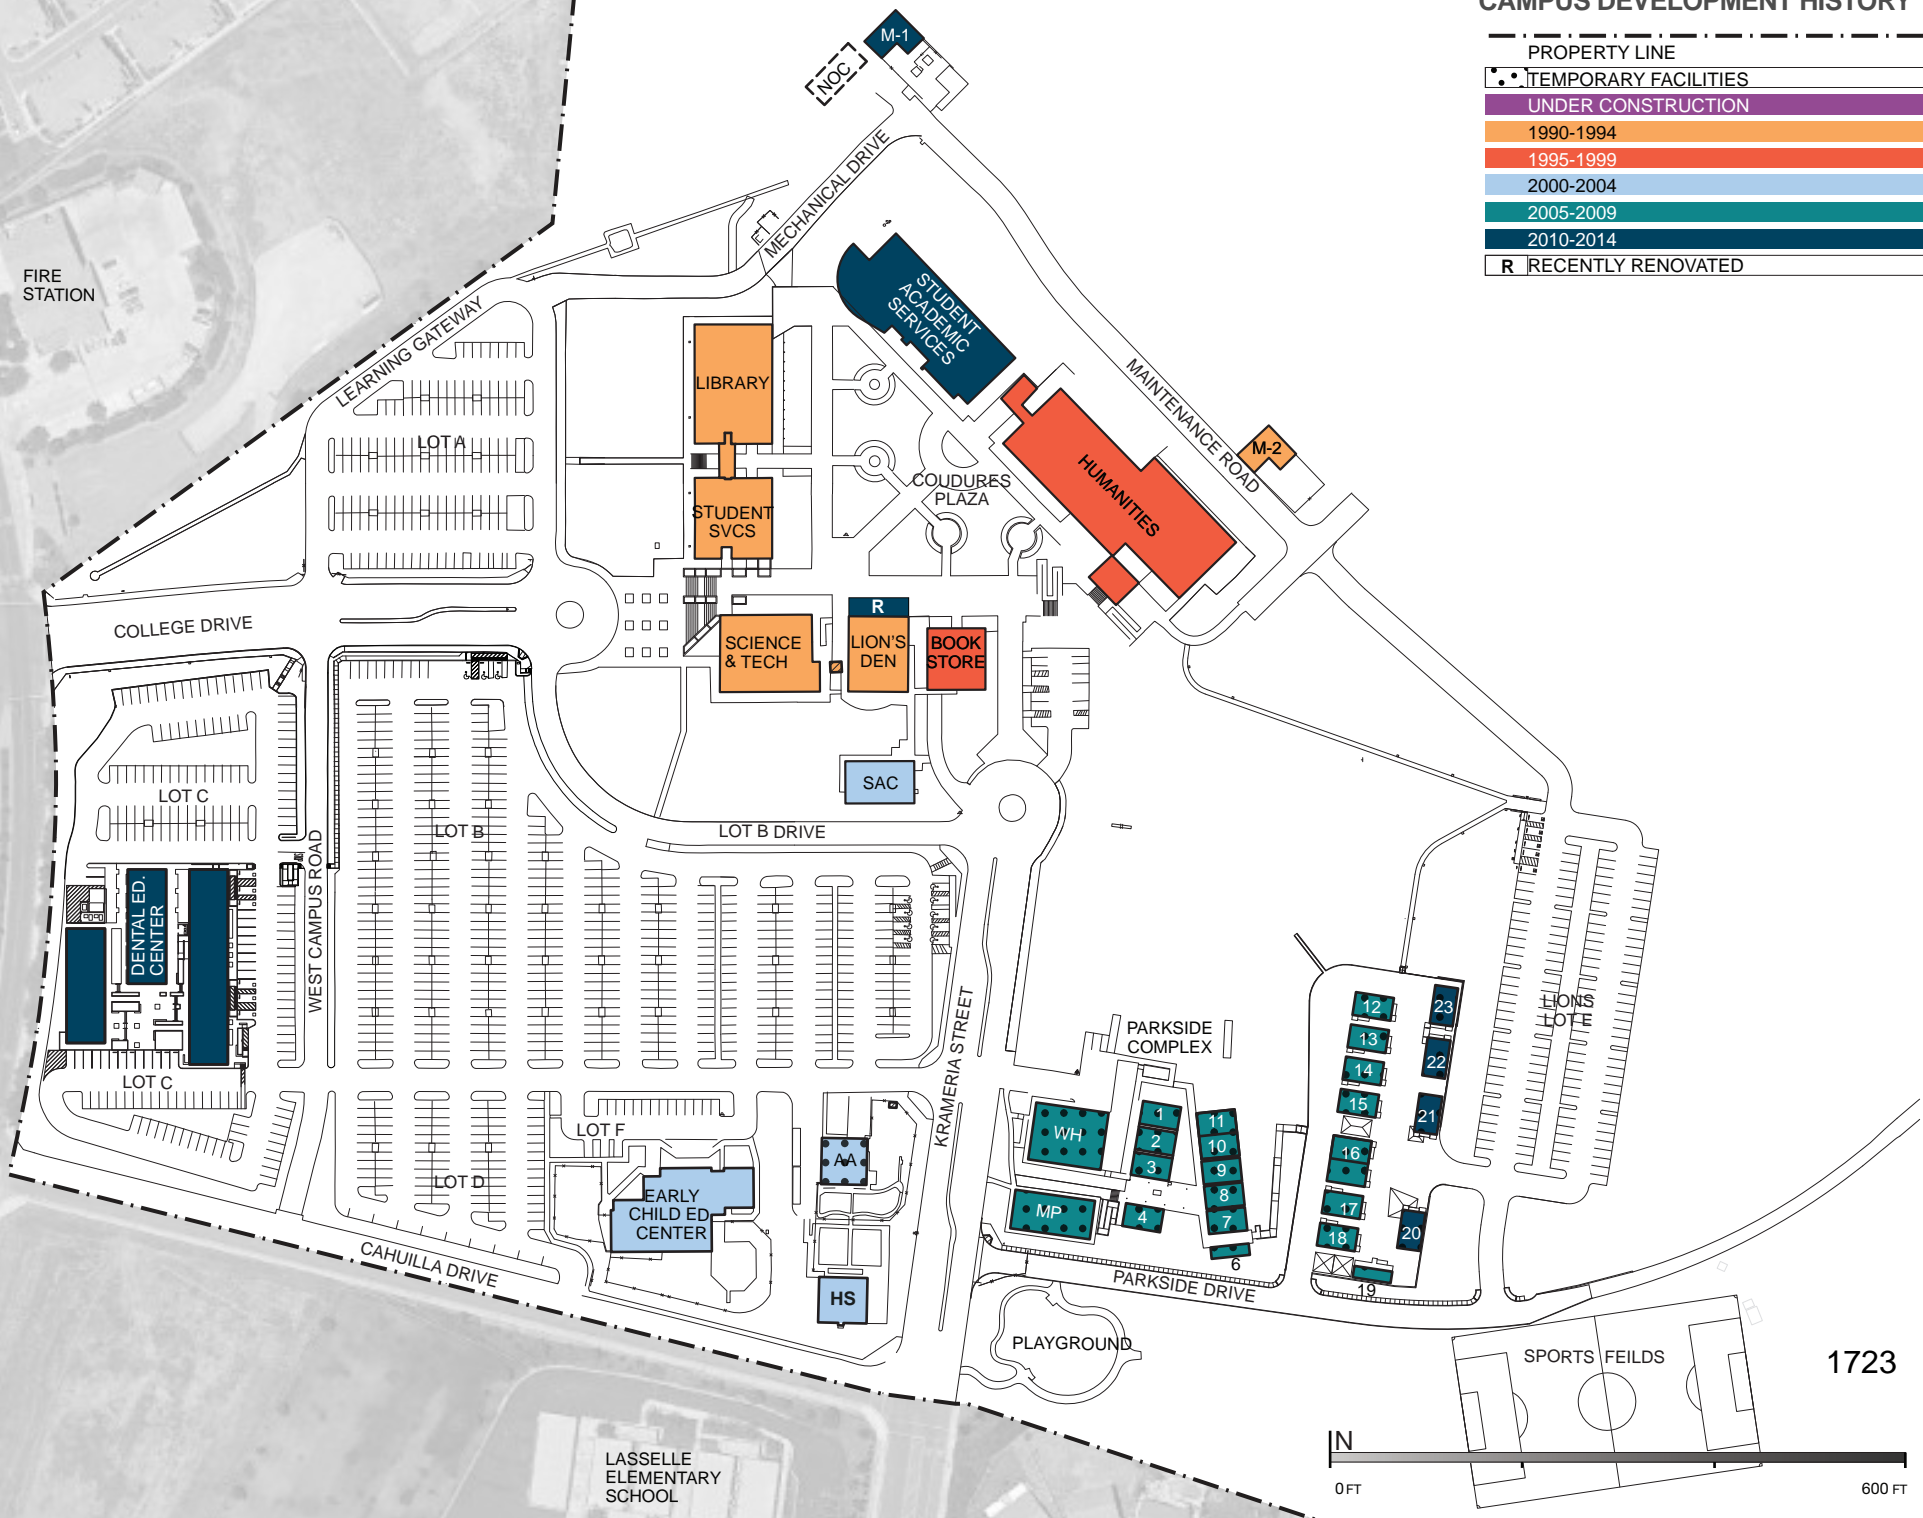 CAMPUS DEVELOPMENT HISTORY
PROPERTY LINE
TEMPORARY FACILITIES
UNDER CONSTRUCTION
1990-1994
1995-1999
2000-2004
2005-2009
2010-2014
R RECENTLY RENOVATED
M-1
NOC
MECHANICAL DRIVE
FIRE
STATION
LEARNING GATEWAY
STUDENT
ACADEMIC
SERVICES
LIBRARY
MAINTENANCE ROAD
LOT A
M-2
HUMANITIES
COUDURES
PLAZA
STUDENT
SVCS
COLLEGE DRIVE
R
SCIENCE
& TECH
LION'S
DEN
BOOK
STORE
SAC
LOT C
LOT B
LOT B DRIVE
WEST CAMPUS ROAD
DENTAL ED.
CENTER
LOT C
KRAMERIA STREET
PARKSIDE
COMPLEX
LIONS
LOT E
12
13
14
15
16
17
18
19
23
22
21
20
WH
MP
1
2
3
4
11
10
9
8
7
6
LOT F
AA
LOT D
EARLY
CHILD ED
CENTER
HS
CAHUILLA DRIVE
PARKSIDE DRIVE
PLAYGROUND
SPORTS FEILDS
1723
LASSELLE
ELEMENTARY
SCHOOL
N
0 FT
600 FT